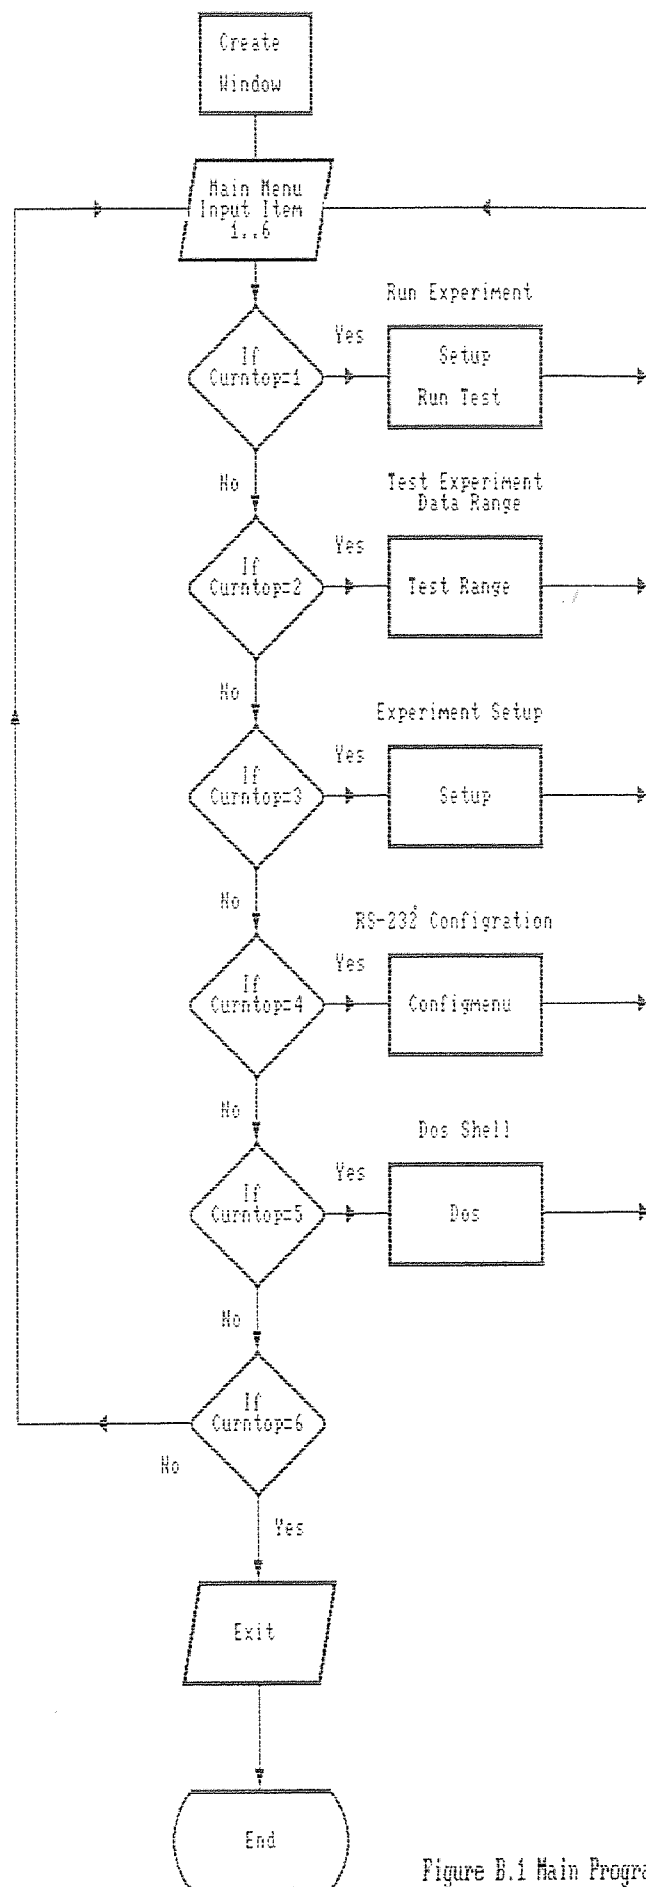 Create
Window
Main Menu
Input Item
1..6
Run Experiment
If
Curntop=1
Yes
Setup
Run Test
No
Test Experiment
Data Range
If
Curntop=2
Yes
Test Range
No
Experiment Setup
If
Curntop=3
Yes
Setup
No
RS-232 Configration
If
Curntop=4
Yes
Configmenu
No
Dos Shell
If
Curntop=5
Yes
Dos
No
If
Curntop=6
No
Yes
Exit
End
Figure B.1 Main